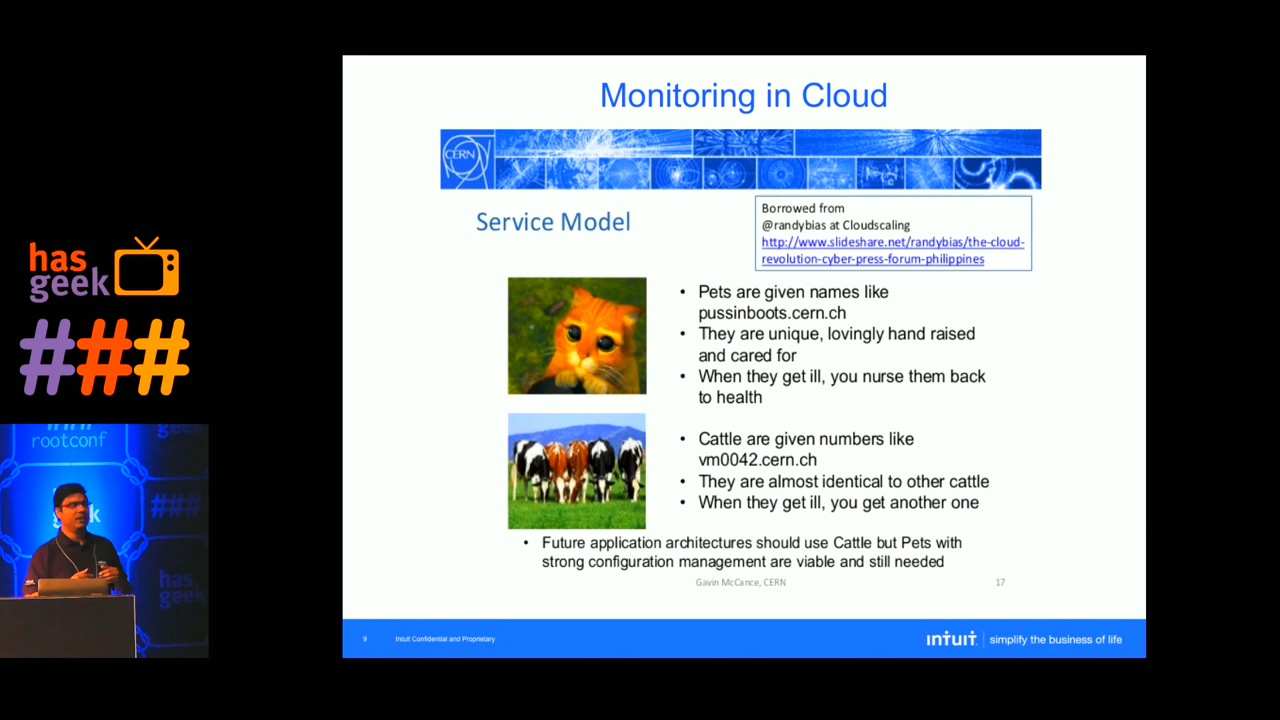 Monitoring in Cloud
CERN
Service Model
Borrowed from
@randybias at Cloudscaling
http://www.slideshare.net/randybias/the-cloud-
revolution-cyber-press-forum-philippines
• Pets are given names like
pussinboots.cern.ch
• They are unique, lovingly hand raised
and cared for
• When they get ill, you nurse them back
to health
• Cattle are given numbers like
vm0042.cern.ch
• They are almost identical to other cattle
• When they get ill, you get another one
• Future application architectures should use Cattle but Pets with
strong configuration management are viable and still needed
Gavin McCance, CERN
17
9
Intuit Confidential and Proprietary
intuit
simplify the business of life
has
geek
###
###
rootconf
geek
###
has
geek